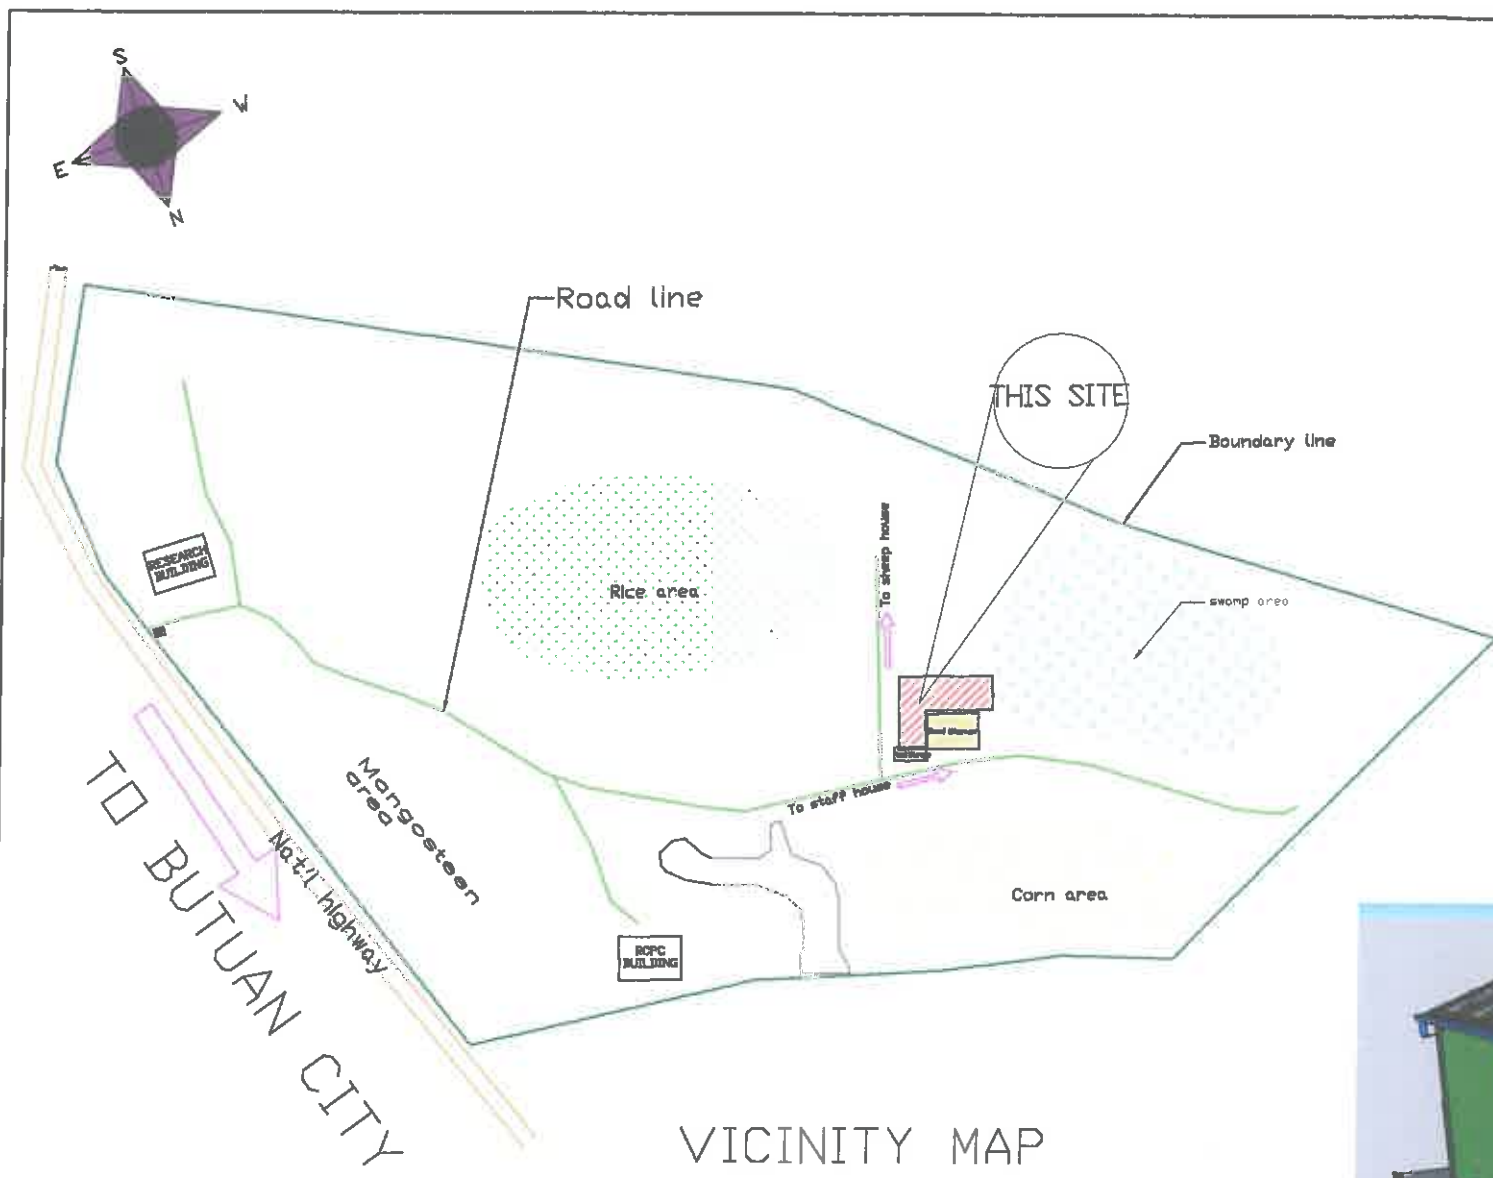 S
W
E
N
Road line
THIS SITE
Boundary line
To sheep house
RESEARCH
BUILDING
Rice area
swamp area
To staff house
Mangosteen
area
Nat'l highway
TO BUTUAN CITY
Corn area
RCPC
BUILDING
VICINITY MAP